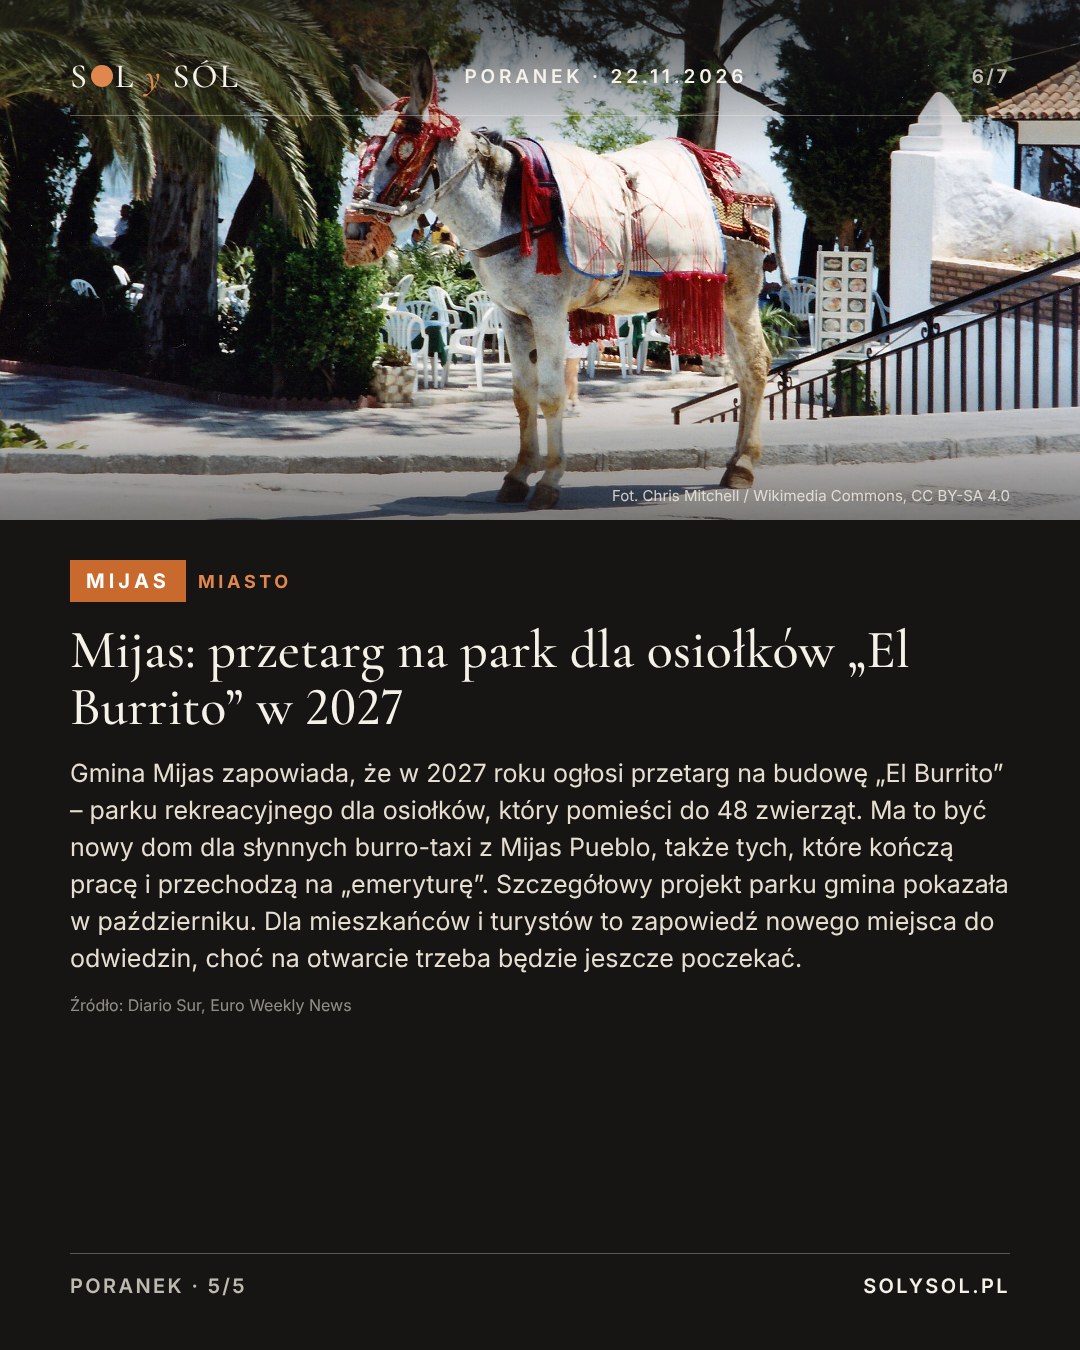 SOL y SÓL
PORANEK · 22.11.2026
6/7
Fot. Chris Mitchell / Wikimedia Commons, CC BY-SA 4.0
MIJAS
MIASTO
Mijas: przetarg na park dla osiołków „El
Burrito” w 2027
Gmina Mijas zapowiada, że w 2027 roku ogłosi przetarg na budowę „El Burrito”
– parku rekreacyjnego dla osiołków, który pomieści do 48 zwierząt. Ma to być
nowy dom dla słynnych burro-taxi z Mijas Pueblo, także tych, które kończą
pracę i przechodzą na „emeryturę”. Szczegółowy projekt parku gmina pokazała
w październiku. Dla mieszkańców i turystów to zapowiedź nowego miejsca do
odwiedzin, choć na otwarcie trzeba będzie jeszcze poczekać.
Źródło: Diario Sur, Euro Weekly News
PORANEK · 5/5
SOLYSOL.PL